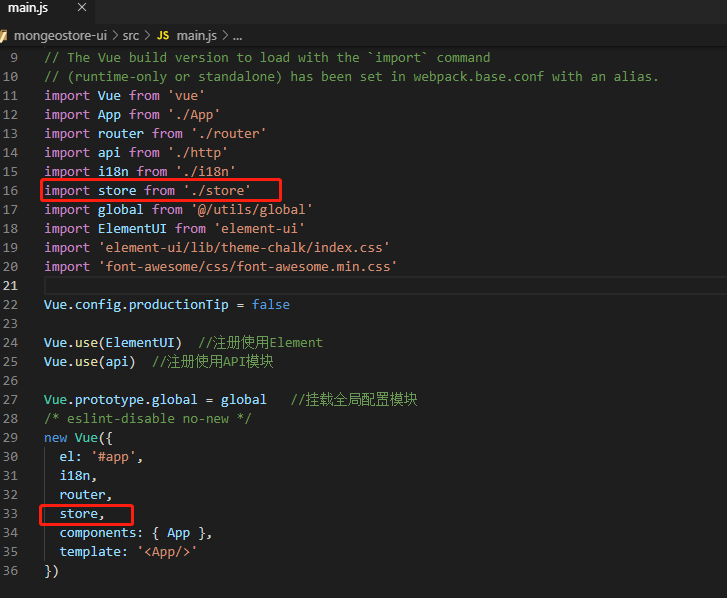 main.js ×
mongeostore-ui > src > JS main.js > ...
9 // The Vue build version to load with the `import` command
10 // (runtime-only or standalone) has been set in webpack.base.conf with an alias.
11 import Vue from 'vue'
12 import App from './App'
13 import router from './router'
14 import api from './http'
15 import i18n from './i18n'
16 import store from './store'
17 import global from '@/utils/global'
18 import ElementUI from 'element-ui'
19 import 'element-ui/lib/theme-chalk/index.css'
20 import 'font-awesome/css/font-awesome.min.css'
21
22 Vue.config.productionTip = false
23
24 Vue.use(ElementUI)  //注册使用Element
25 Vue.use(api)  //注册使用API模块
26
27 Vue.prototype.global = global   //挂载全局配置模块
28 /* eslint-disable no-new */
29 new Vue({
30   el: '#app',
31   i18n,
32   router,
33   store,
34   components: { App },
35   template: '<App/>'
36 })